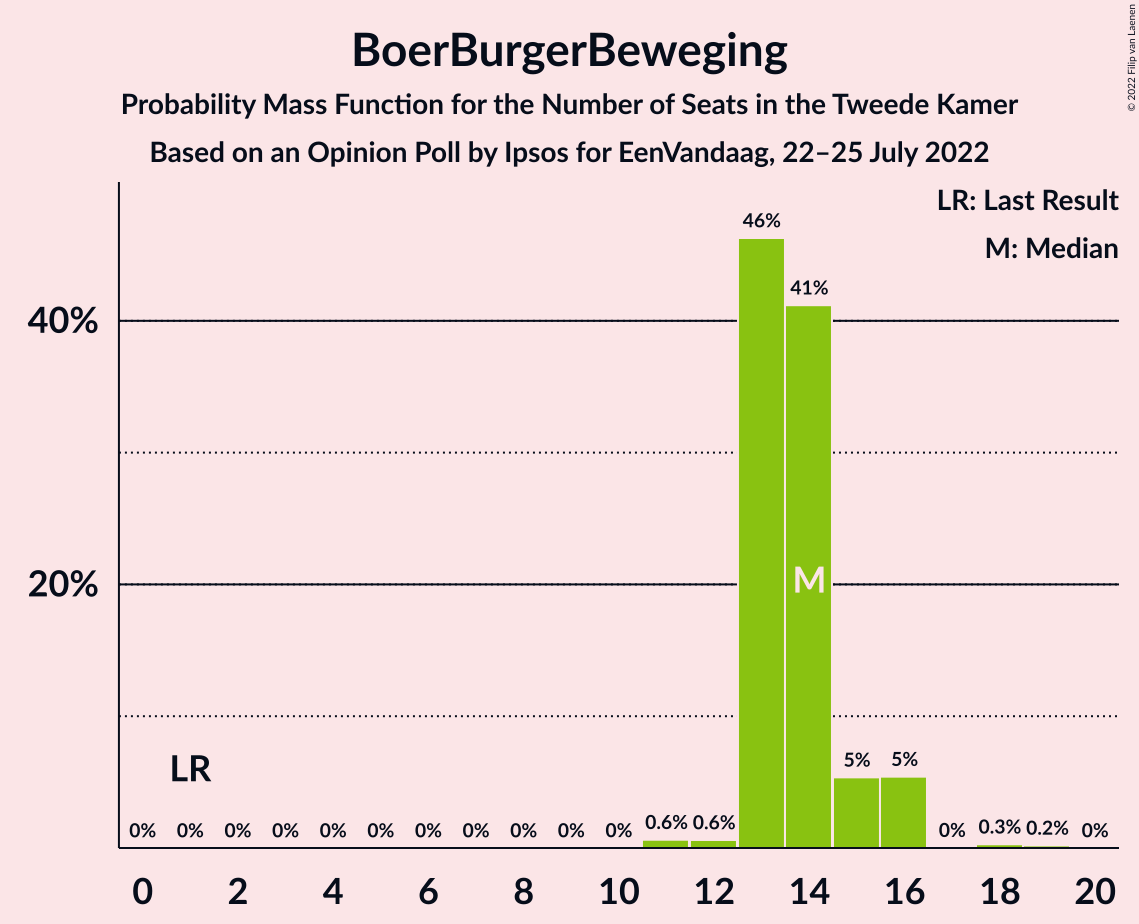 BoerBurgerBeweging
Probability Mass Function for the Number of Seats in the Tweede Kamer
Based on an Opinion Poll by Ipsos for EenVandaag, 22–25 July 2022
© 2022 Filip van Laenen
LR: Last Result
M: Median
40%
20%
46%
41%
M
LR
0% 0% 0% 0% 0% 0% 0% 0% 0% 0% 0% 0.6% 0.6% 5% 5% 0% 0.3% 0.2% 0%
0 2 4 6 8 10 12 14 16 18 20